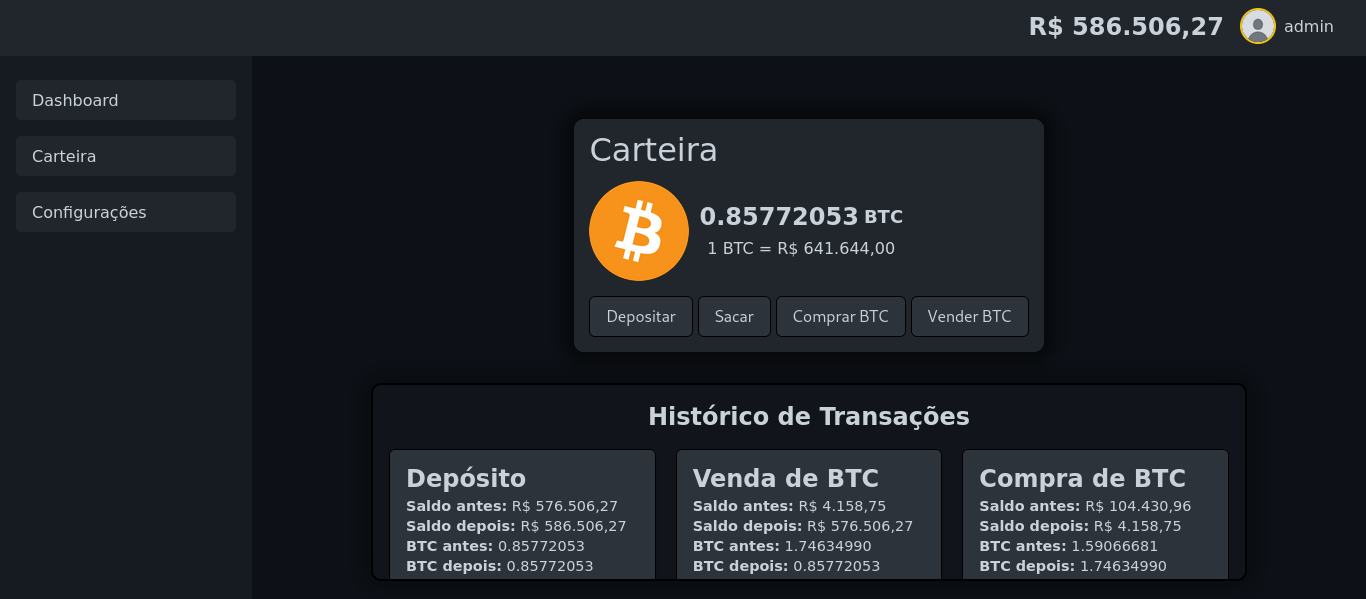 R$ 586.506,27 admin
Dashboard
Carteira
Configurações
Carteira
0.85772053 BTC
1 BTC = R$ 641.644,00
Depositar Sacar Comprar BTC Vender BTC
Histórico de Transações
Depósito
Saldo antes: R$ 576.506,27
Saldo depois: R$ 586.506,27
BTC antes: 0.85772053
BTC depois: 0.85772053
Venda de BTC
Saldo antes: R$ 4.158,75
Saldo depois: R$ 576.506,27
BTC antes: 1.74634990
BTC depois: 0.85772053
Compra de BTC
Saldo antes: R$ 104.430,96
Saldo depois: R$ 4.158,75
BTC antes: 1.59066681
BTC depois: 1.74634990